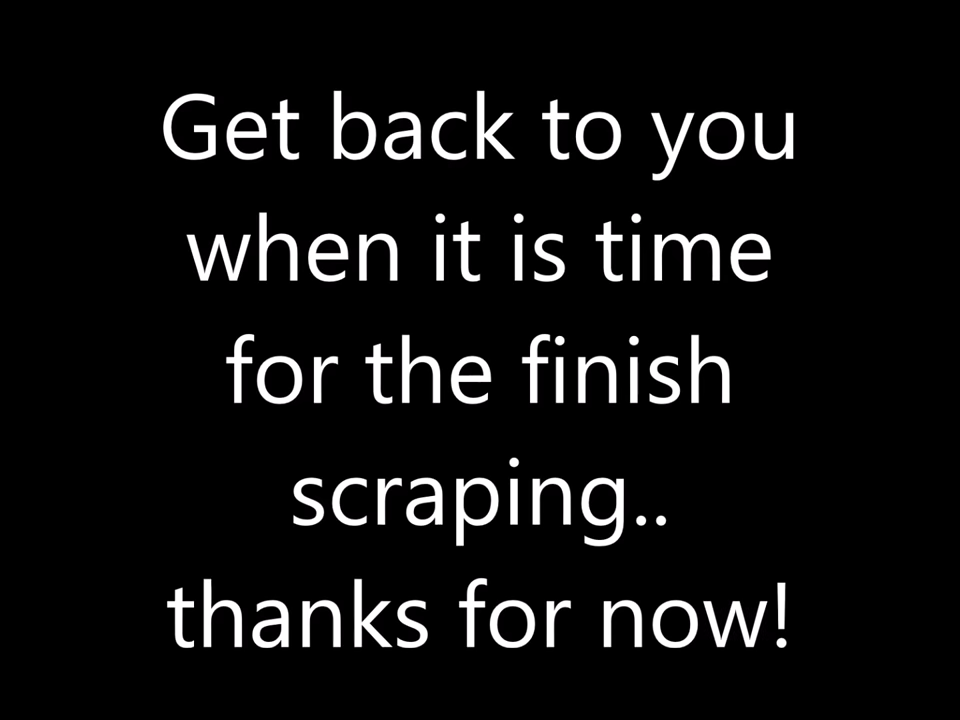 Get back to you
when it is time
for the finish
scraping..
thanks for now!